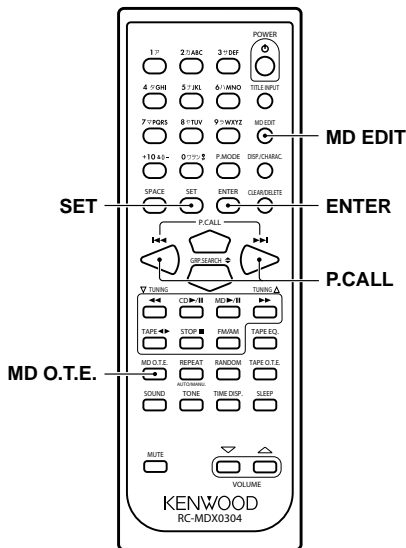 POWER
1ア 2カABC 3サDEF
4タGHI 5ナJKL 6ハMNO TITLE INPUT
7マPQRS 8ヤTUV 9ラWXYZ MD EDIT
MD EDIT
+10 0 P.MODE DISP./CHARAC.
SPACE SET ENTER CLEAR/DELETE
SET
ENTER
P.CALL
GRP.SEARCH
P.CALL
TUNING TUNING
CD MD
TAPE STOP FM/AM TAPE EQ.
MD O.T.E. REPEAT RANDOM TAPE O.T.E.
MD O.T.E.
AUTO/MANU.
SOUND TONE TIME DISP. SLEEP
MUTE
VOLUME
KENWOOD
RC-MDX0304